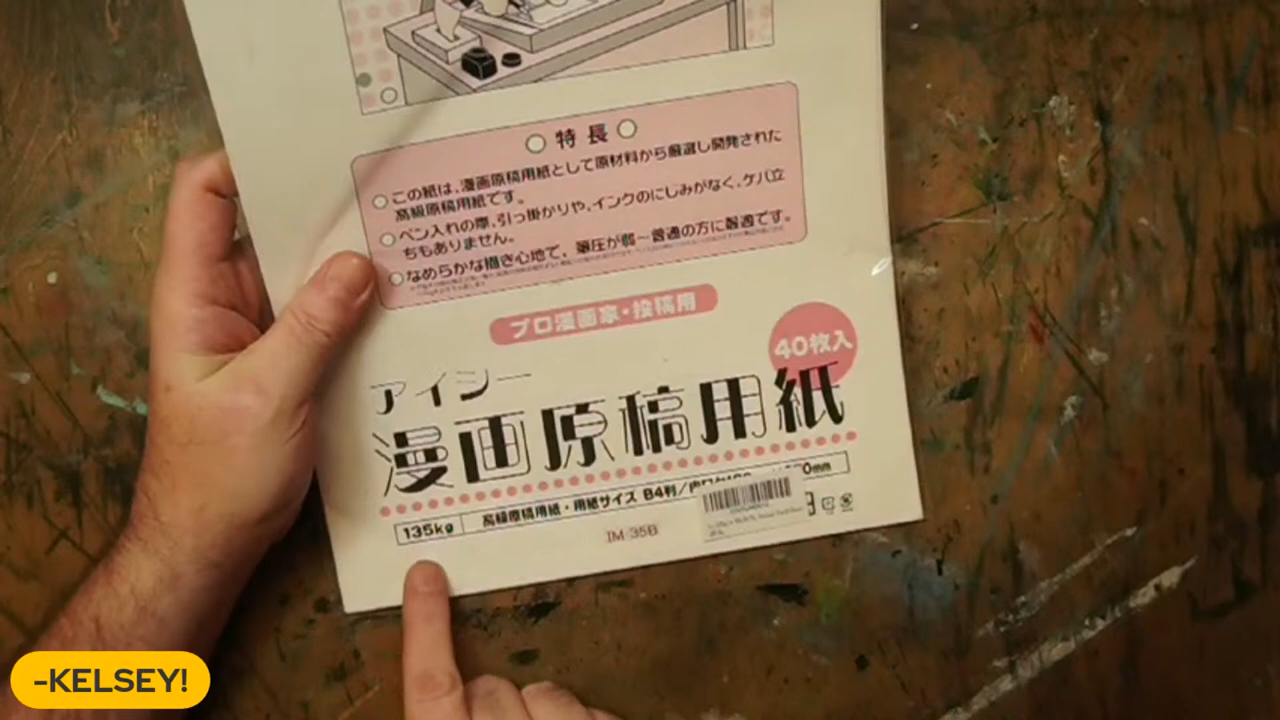 特長
この紙は、漫画原稿用紙として原材料から厳選し開発された
高級原稿用紙です。
ペン入れの際、引っ掛かりや、インクのにじみがなく、ケバ立
ちもありません。
なめらかな描き心地で、筆圧が弱〜普通の方に最適です。
プロ漫画家・投稿用
40枚入
アイシー
漫画原稿用紙
135kg 高級原稿用紙・用紙サイズ B4判/内ワク mm
IM-35B
-KELSEY!